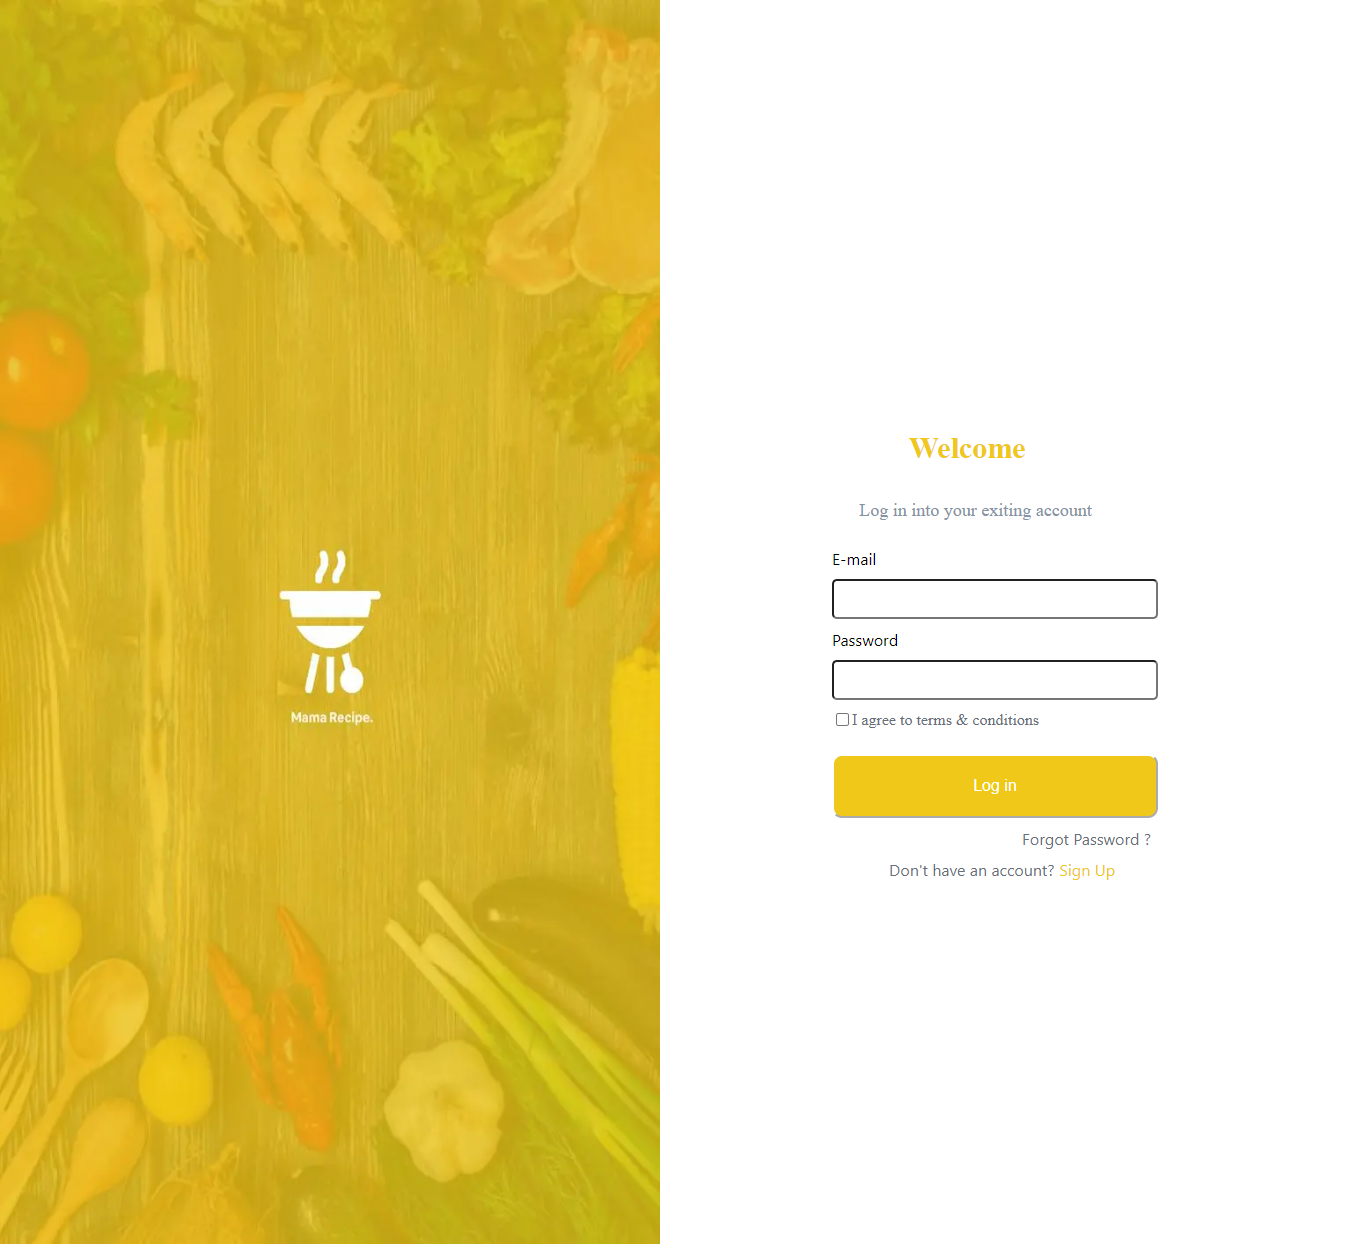 Mama Recipe.
Welcome
Log in into your exiting account
E-mail
Password
I agree to terms & conditions
Log in
Forgot Password ?
Don't have an account? Sign Up